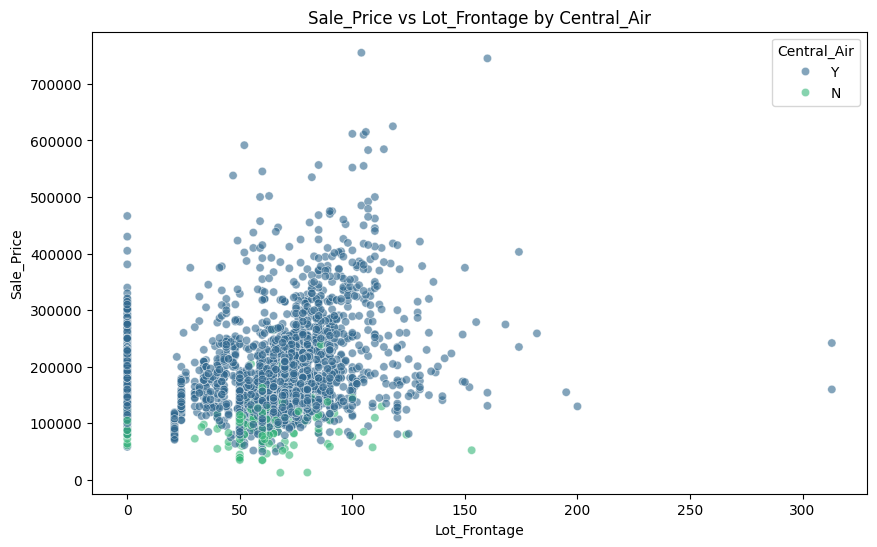 Sale_Price vs Lot_Frontage by Central_Air
Central_Air
Y
N
Sale_Price
700000
600000
500000
400000
300000
200000
100000
0
0 50 100 150 200 250 300
Lot_Frontage